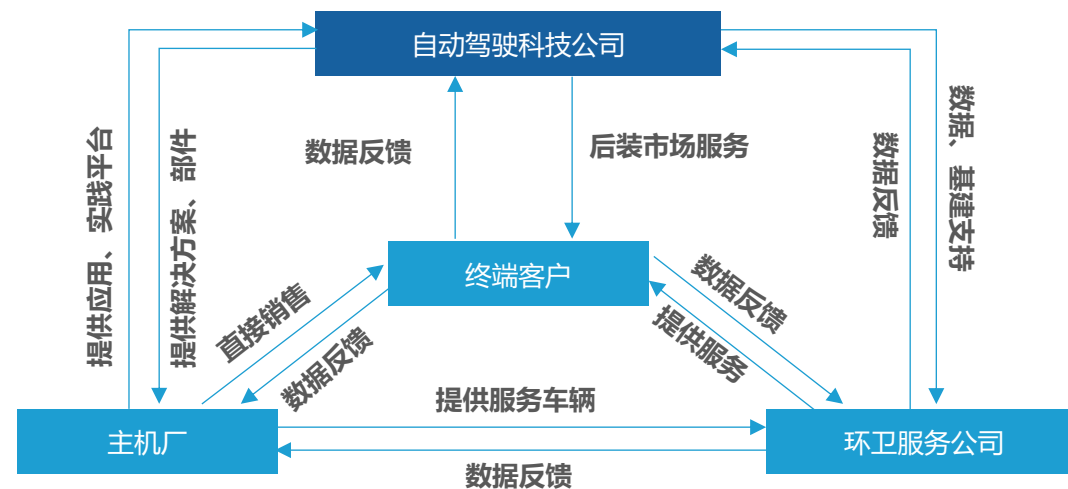 自动驾驶科技公司
提供应用、实践平台
提供解决方案、部件
数据反馈
后装市场服务
数据反馈
数据、基建支持
终端客户
直接销售
数据反馈
数据反馈
提供服务
提供服务车辆
主机厂
环卫服务公司
数据反馈